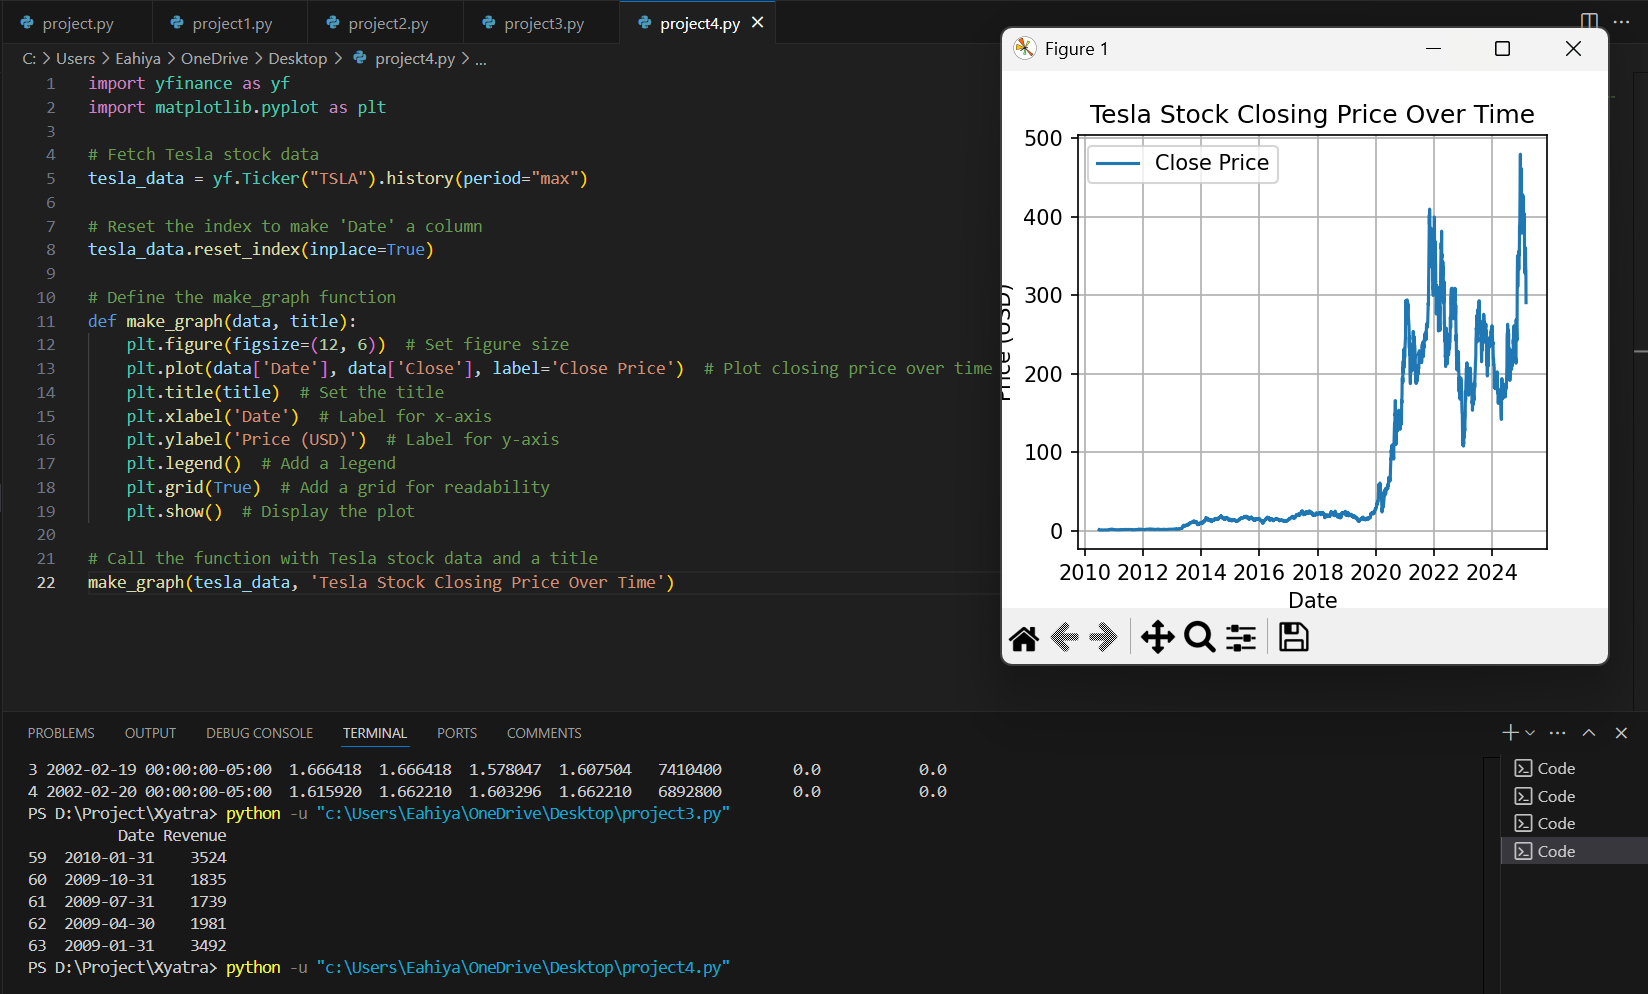 project.py project1.py project2.py project3.py project4.py
C: > Users > Eahiya > OneDrive > Desktop > project4.py > ...
1 import yfinance as yf
2 import matplotlib.pyplot as plt
3
4 # Fetch Tesla stock data
5 tesla_data = yf.Ticker("TSLA").history(period="max")
6
7 # Reset the index to make 'Date' a column
8 tesla_data.reset_index(inplace=True)
9
10 # Define the make_graph function
11 def make_graph(data, title):
12     plt.figure(figsize=(12, 6))  # Set figure size
13     plt.plot(data['Date'], data['Close'], label='Close Price')  # Plot closing price over time
14     plt.title(title)  # Set the title
15     plt.xlabel('Date')  # Label for x-axis
16     plt.ylabel('Price (USD)')  # Label for y-axis
17     plt.legend()  # Add a legend
18     plt.grid(True)  # Add a grid for readability
19     plt.show()  # Display the plot
20
21 # Call the function with Tesla stock data and a title
22 make_graph(tesla_data, 'Tesla Stock Closing Price Over Time')
Figure 1
Tesla Stock Closing Price Over Time
Close Price
500
400
300
200
100
0
Price (USD)
2010 2012 2014 2016 2018 2020 2022 2024
Date
PROBLEMS OUTPUT DEBUG CONSOLE TERMINAL PORTS COMMENTS
3 2002-02-19 00:00:00-05:00 1.666418 1.666418 1.578047 1.607504 7410400 0.0 0.0
4 2002-02-20 00:00:00-05:00 1.615920 1.662210 1.603296 1.662210 6892800 0.0 0.0
PS D:\Project\Xyatra> python -u "c:\Users\Eahiya\OneDrive\Desktop\project3.py"
Date Revenue
59 2010-01-31 3524
60 2009-10-31 1835
61 2009-07-31 1739
62 2009-04-30 1981
63 2009-01-31 3492
PS D:\Project\Xyatra> python -u "c:\Users\Eahiya\OneDrive\Desktop\project4.py"
Code
Code
Code
Code